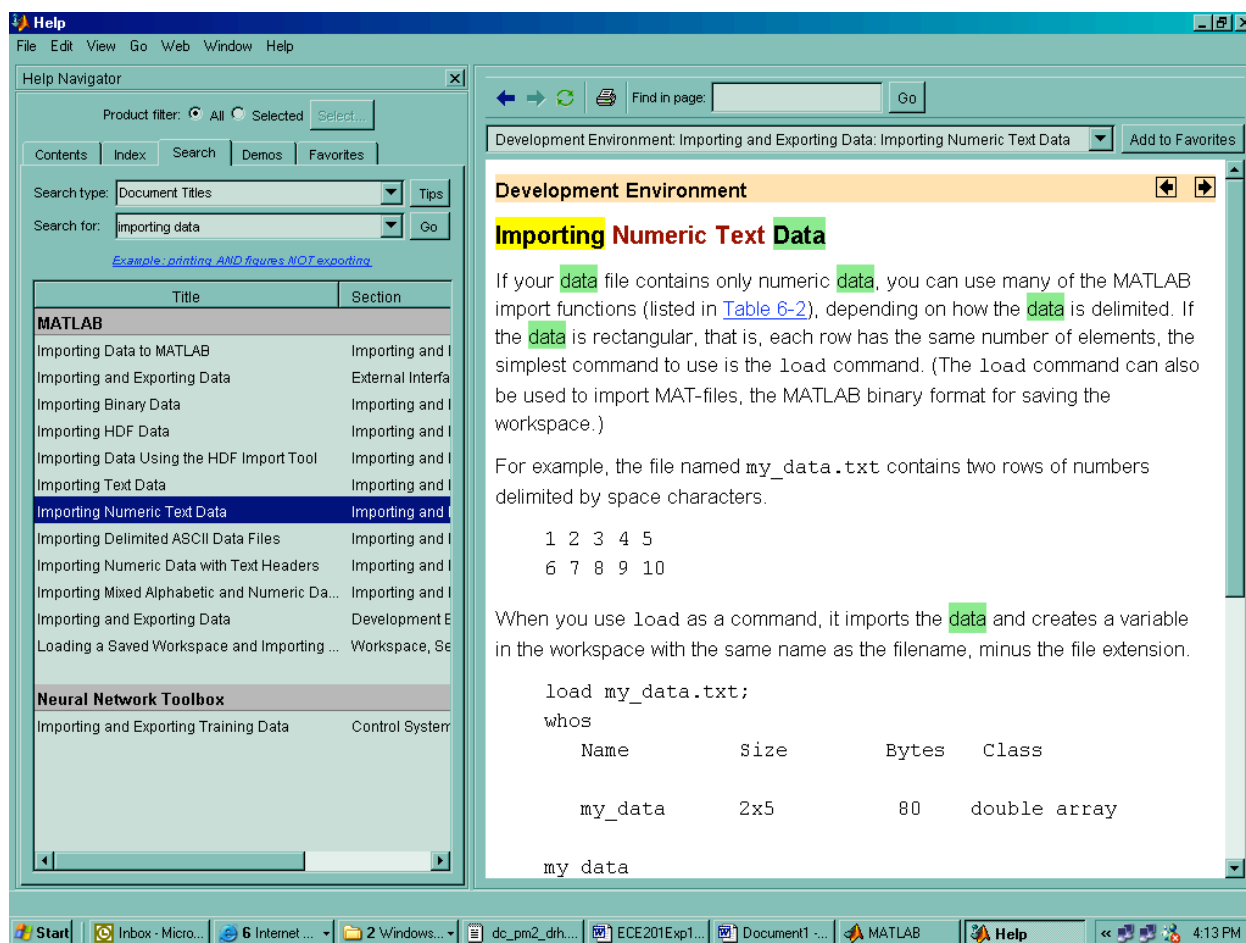 Help
File Edit View Go Web Window Help
Help Navigator
Product filter: All Selected Select...
Contents Index Search Demos Favorites
Search type: Document Titles Tips
Search for: importing data Go
Example: printing AND figures NOT exporting
Title Section
MATLAB
Importing Data to MATLAB Importing and I
Importing and Exporting Data External Interfa
Importing Binary Data Importing and I
Importing HDF Data Importing and I
Importing Data Using the HDF Import Tool Importing and I
Importing Text Data Importing and I
Importing Numeric Text Data Importing and I
Importing Delimited ASCII Data Files Importing and I
Importing Numeric Data with Text Headers Importing and I
Importing Mixed Alphabetic and Numeric Da... Importing and I
Importing and Exporting Data Development E
Loading a Saved Workspace and Importing ... Workspace, Se
Neural Network Toolbox
Importing and Exporting Training Data Control System
Find in page: Go
Development Environment: Importing and Exporting Data: Importing Numeric Text Data Add to Favorites
Development Environment
Importing Numeric Text Data
If your data file contains only numeric data, you can use many of the MATLAB
import functions (listed in Table 6-2), depending on how the data is delimited. If
the data is rectangular, that is, each row has the same number of elements, the
simplest command to use is the load command. (The load command can also
be used to import MAT-files, the MATLAB binary format for saving the
workspace.)
For example, the file named my_data.txt contains two rows of numbers
delimited by space characters.
1 2 3 4 5
6 7 8 9 10
When you use load as a command, it imports the data and creates a variable
in the workspace with the same name as the filename, minus the file extension.
load my_data.txt;
whos
Name Size Bytes Class
my_data 2x5 80 double array
my data
Start Inbox - Micro... 6 Internet ... 2 Windows... dc_pm2_drh.... ECE201Exp1... Document1 -... MATLAB Help « 4:13 PM